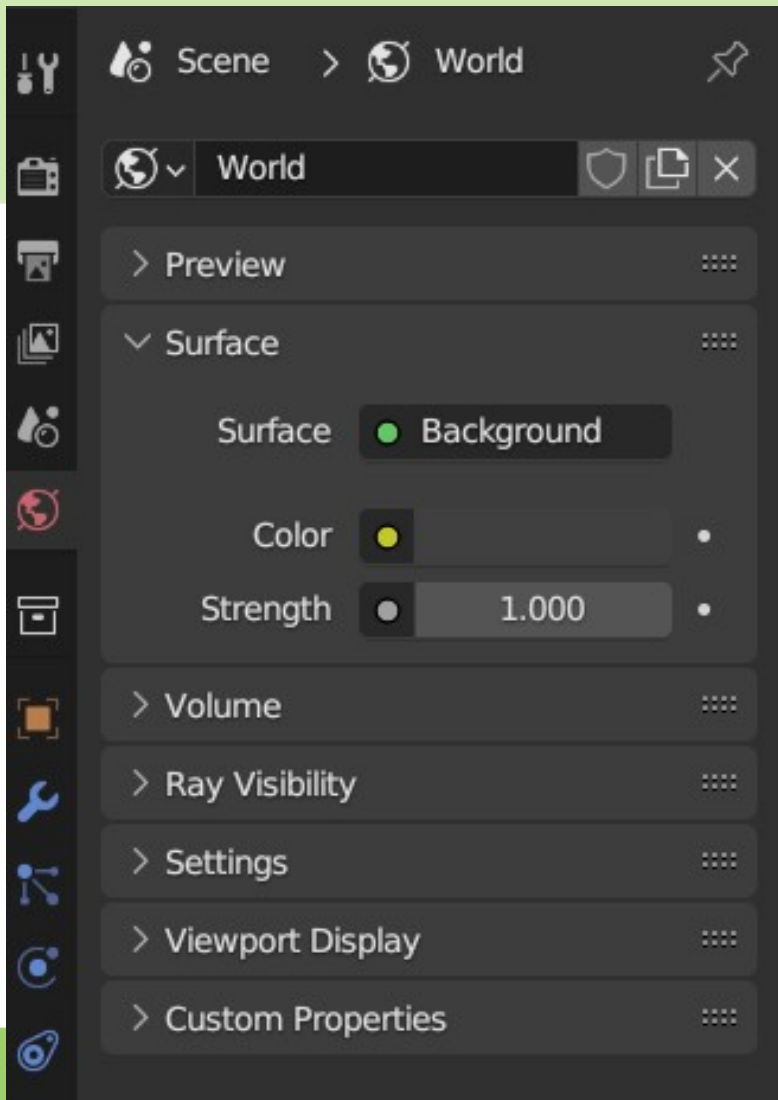 Scene > World
World
Preview
Surface
Surface Background
Color
Strength 1.000
Volume
Ray Visibility
Settings
Viewport Display
Custom Properties